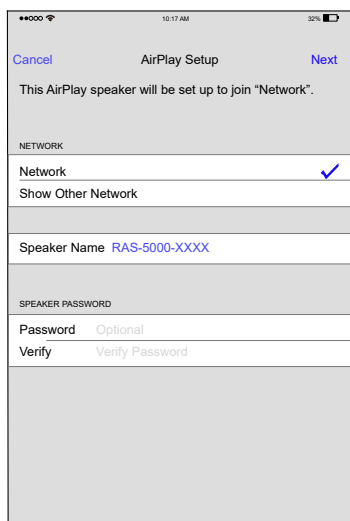 10:17 AM 32%
Cancel AirPlay Setup Next
This AirPlay speaker will be set up to join “Network”.
NETWORK
Network
Show Other Network
Speaker Name RAS-5000-XXXX
SPEAKER PASSWORD
Password Optional
Verify Verify Password